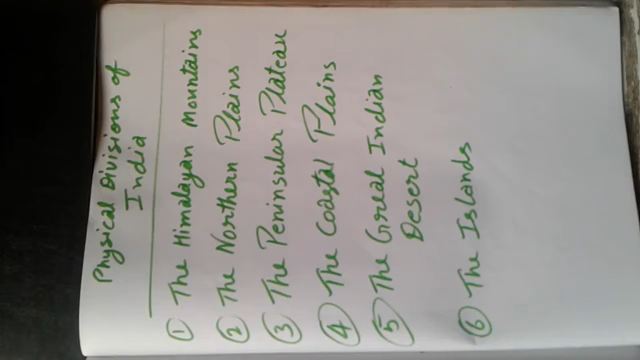 Physical Divisions of
India
① The Himalayan Mountains
② The Northern Plains
③ The Peninsular Plateau
④ The Coastal Plains
⑤ The Great Indian
Desert
⑥ The Islands